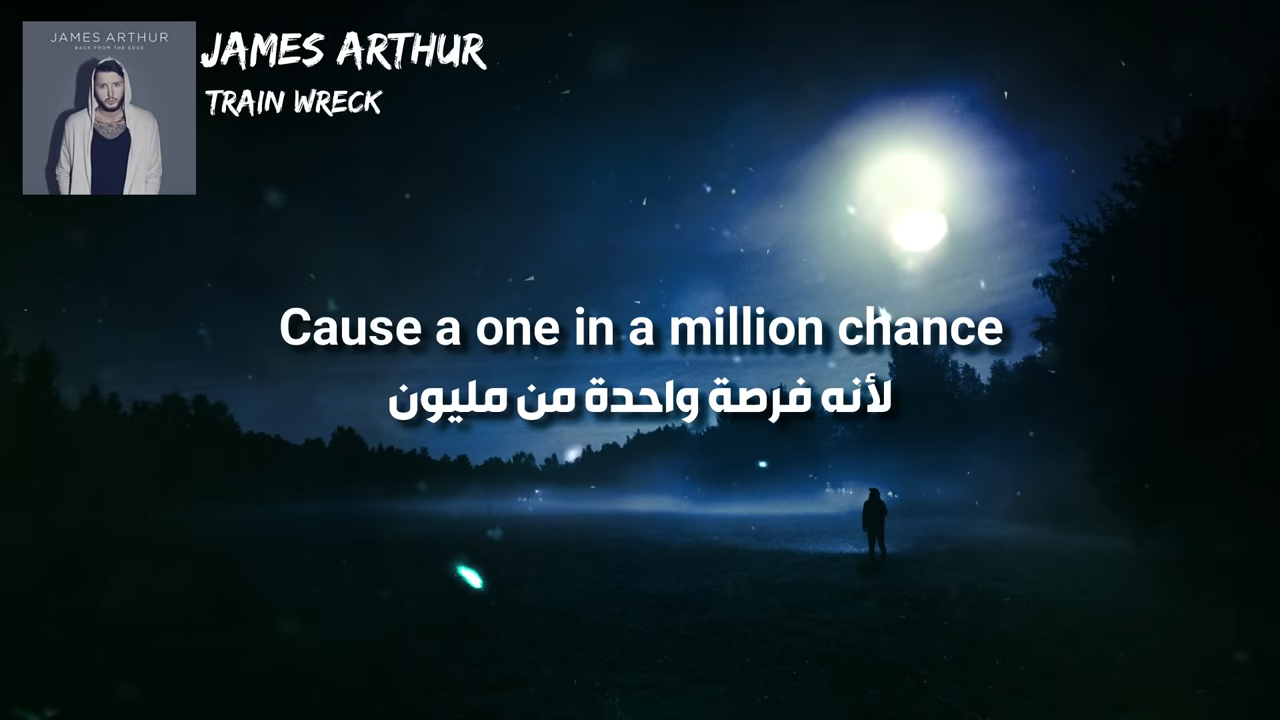 JAMES ARTHUR
BACK FROM THE EDGE
JAMES ARTHUR
TRAIN WRECK
Cause a one in a million chance
لأنه فرصة واحدة من مليون